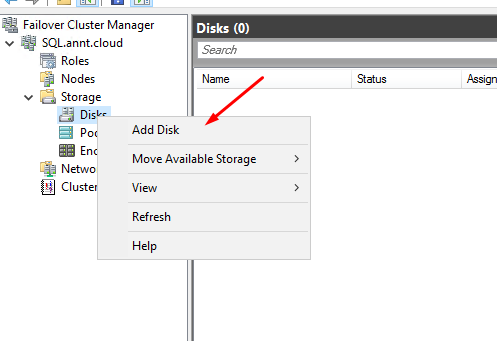 Failover Cluster Manager
SQL.annt.cloud
Roles
Nodes
Storage
Disks
Poo
Enc
Networ
Cluster
Disks (0)
Search
Name Status Assign
Add Disk
Move Available Storage
View
Refresh
Help